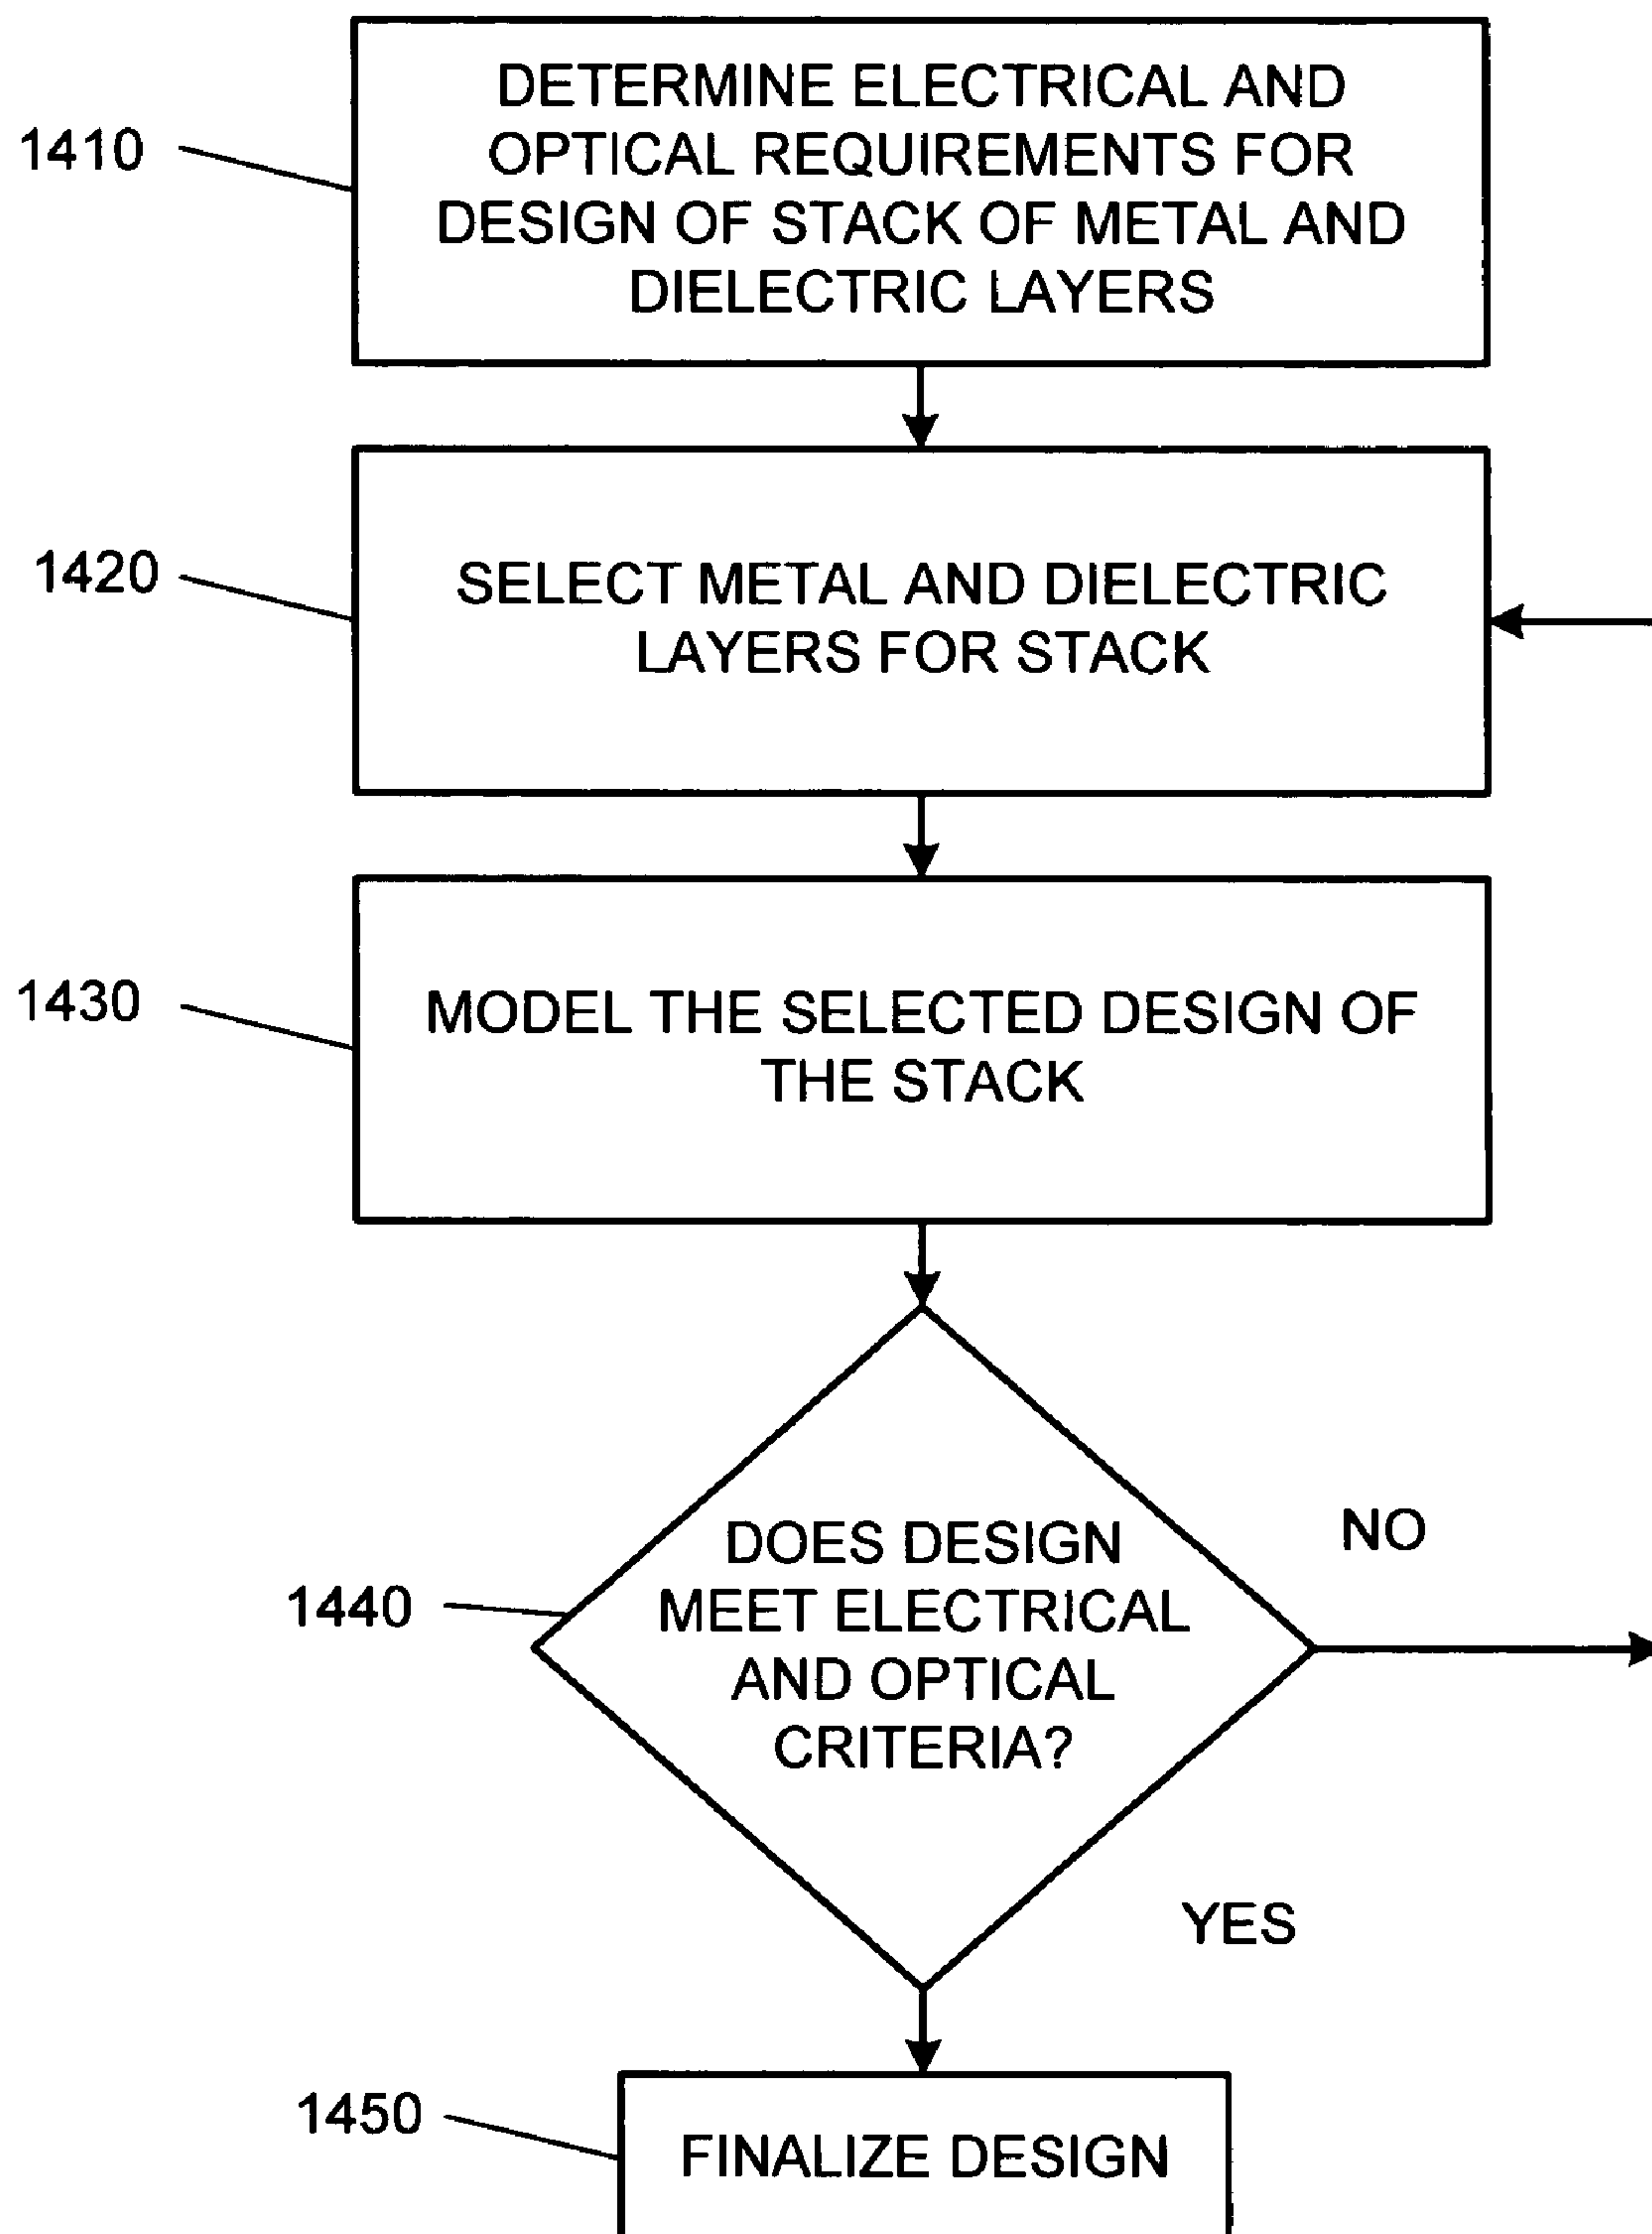 DETERMINE ELECTRICAL AND
OPTICAL REQUIREMENTS FOR
DESIGN OF STACK OF METAL AND
DIELECTRIC LAYERS
1410
SELECT METAL AND DIELECTRIC
LAYERS FOR STACK
1420
MODEL THE SELECTED DESIGN OF
THE STACK
1430
DOES DESIGN
MEET ELECTRICAL
AND OPTICAL
CRITERIA?
1440
NO
YES
FINALIZE DESIGN
1450